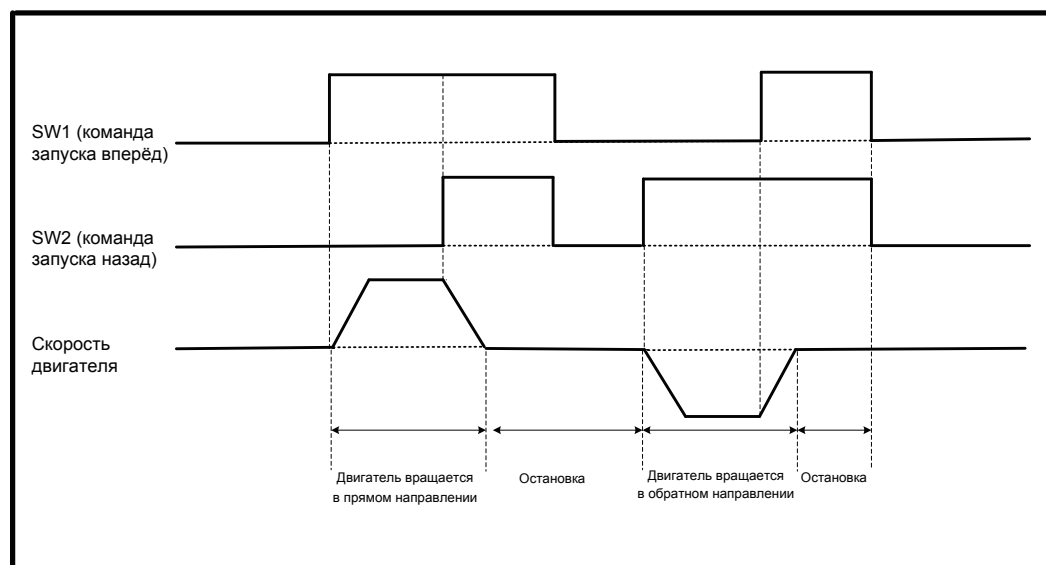 SW1 (команда
запуска вперёд)
SW2 (команда
запуска назад)
Скорость
двигателя
Двигатель вращается
в прямом направлении
Остановка
Двигатель вращается
в обратном направлении
Остановка